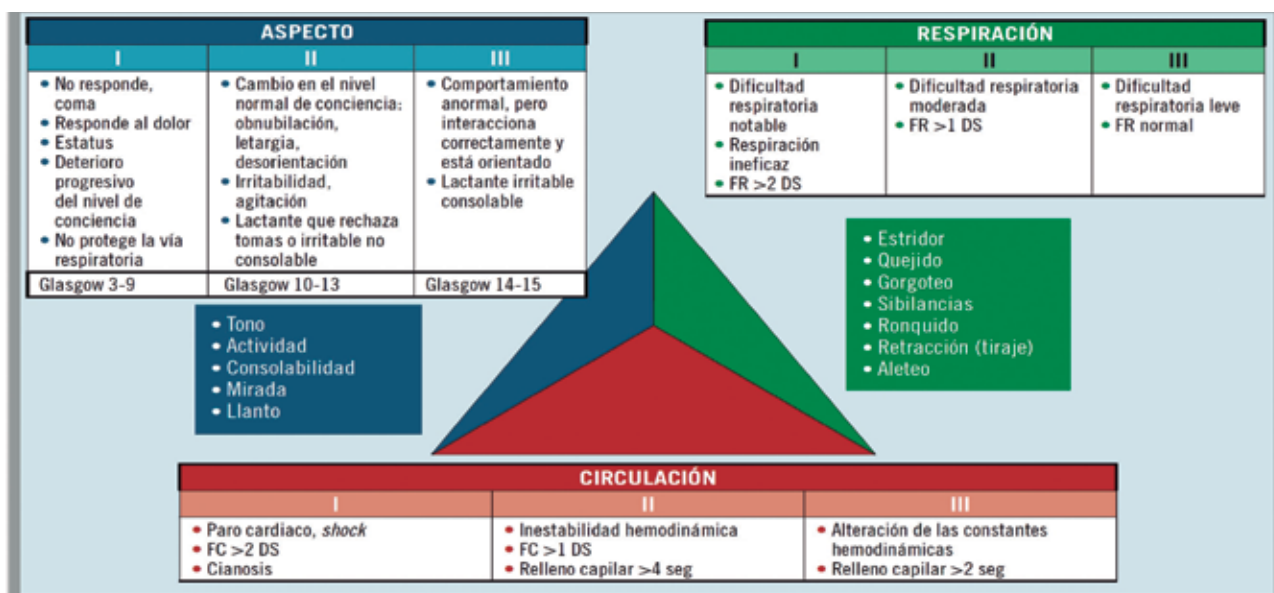 ASPECTO
I
II
III
• No responde,
coma
• Responde al dolor
• Estatus
• Deterioro
progresivo
del nivel de
conciencia
• No protege la vía
respiratoria
• Cambio en el nivel
normal de conciencia:
obnubilación,
letargia,
desorientación
• Irritabilidad,
agitación
• Lactante que rechaza
tomas o irritable no
consolable
• Comportamiento
anormal, pero
interacciona
correctamente y
está orientado
• Lactante irritable
consolable
Glasgow 3-9
Glasgow 10-13
Glasgow 14-15
• Tono
• Actividad
• Consolabilidad
• Mirada
• Llanto
RESPIRACIÓN
I
II
III
• Dificultad
respiratoria
notable
• Respiración
ineficaz
• FR >2 DS
• Dificultad respiratoria
moderada
• FR >1 DS
• Dificultad
respiratoria leve
• FR normal
• Estridor
• Quejido
• Gorgoteo
• Sibilancias
• Ronquido
• Retracción (tiraje)
• Aleteo
CIRCULACIÓN
I
II
III
• Paro cardiaco, shock
• FC >2 DS
• Cianosis
• Inestabilidad hemodinámica
• FC >1 DS
• Relleno capilar >4 seg
• Alteración de las constantes
hemodinámicas
• Relleno capilar >2 seg